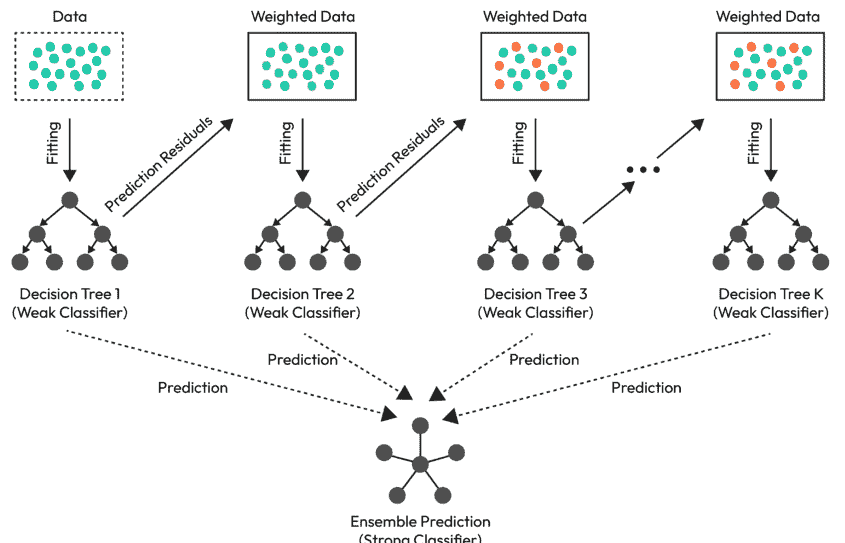 Data
Weighted Data
Weighted Data
Weighted Data
Fitting
Prediction Residuals
Fitting
Prediction Residuals
Fitting
Fitting
Decision Tree 1
(Weak Classifier)
Decision Tree 2
(Weak Classifier)
Decision Tree 3
(Weak Classifier)
Decision Tree K
(Weak Classifier)
Prediction
Prediction
Prediction
Prediction
Ensemble Prediction
(Strong Classifier)